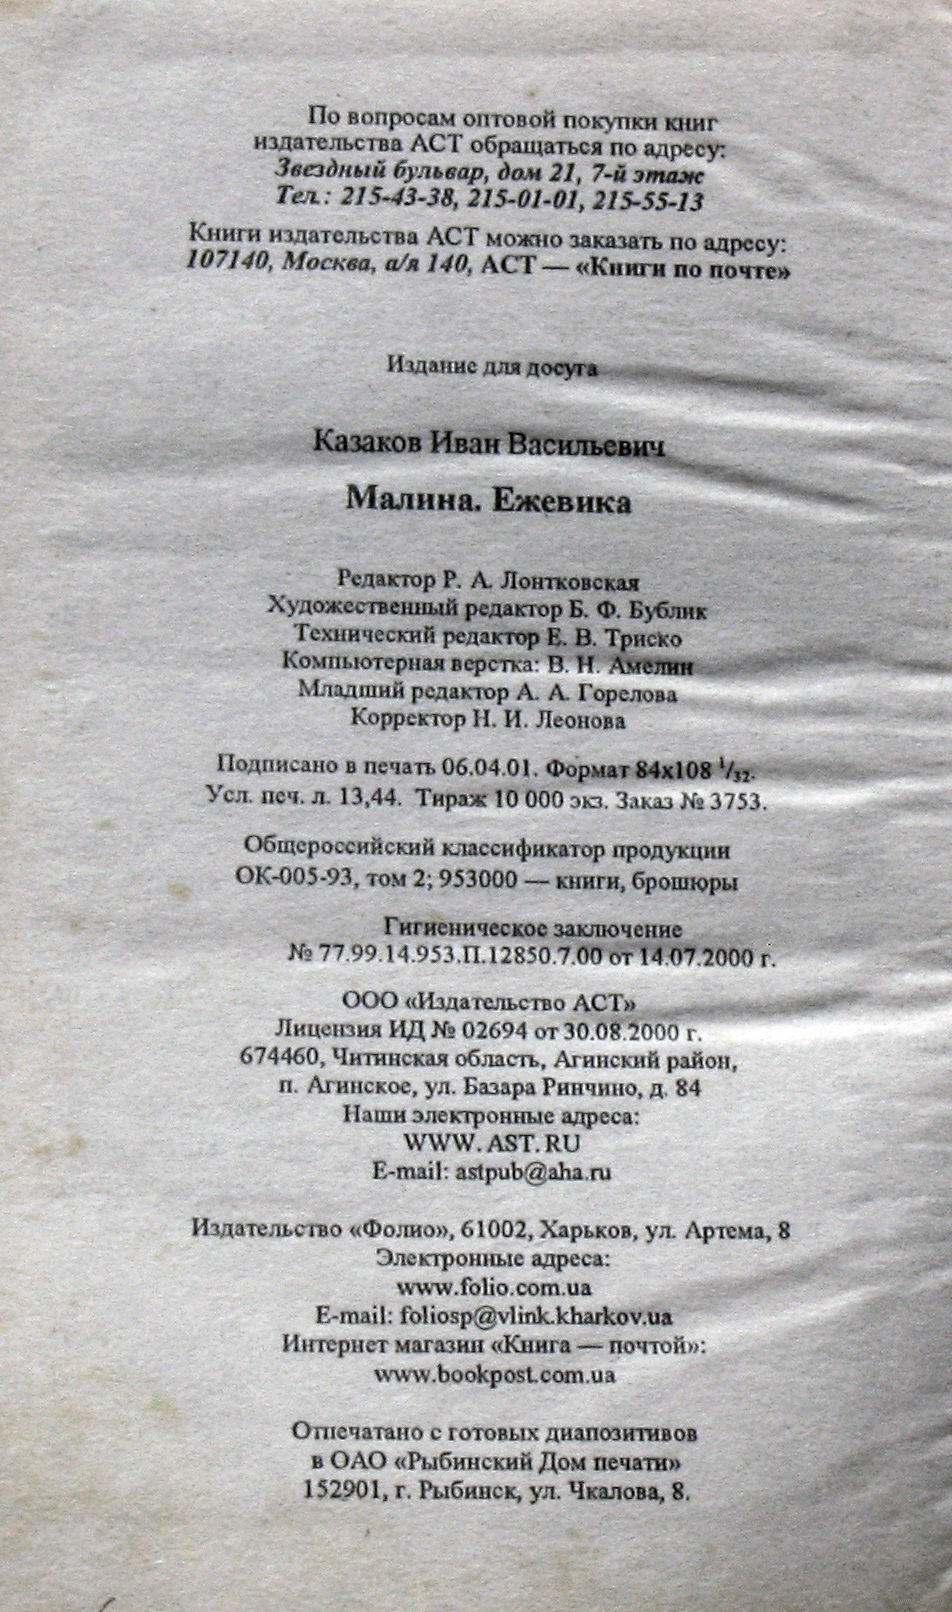 По вопросам оптовой покупки книг
издательства АСТ обращаться по адресу:
Звездный бульвар, дом 21, 7-й этаж
Тел.: 215-43-38, 215-01-01, 215-55-13
Книги издательства АСТ можно заказать по адресу:
107140, Москва, а/я 140, АСТ — «Книги по почте»
Издание для досуга
Казаков Иван Васильевич
Малина. Ежевика
Редактор Р. А. Лонтковская
Художественный редактор Б. Ф. Бублик
Технический редактор Е. В. Триско
Компьютерная верстка: В. Н. Амелин
Младший редактор А. А. Горелова
Корректор Н. И. Леонова
Подписано в печать 06.04.01. Формат 84x108 1/32.
Усл. печ. л. 13,44. Тираж 10 000 экз. Заказ № 3753.
Общероссийский классификатор продукции
ОК-005-93, том 2; 953000 — книги, брошюры
Гигиеническое заключение
№ 77.99.14.953.П.12850.7.00 от 14.07.2000 г.
ООО «Издательство АСТ»
Лицензия ИД № 02694 от 30.08.2000 г.
674460, Читинская область, Агинский район,
п. Агинское, ул. Базара Ринчино, д. 84
Наши электронные адреса:
WWW.AST.RU
E-mail: astpub@aha.ru
Издательство «Фолио», 61002, Харьков, ул. Артема, 8
Электронные адреса:
www.folio.com.ua
E-mail: foliosp@vlink.kharkov.ua
Интернет магазин «Книга — почтой»:
www.bookpost.com.ua
Отпечатано с готовых диапозитивов
в ОАО «Рыбинский Дом печати»
152901, г. Рыбинск, ул. Чкалова, 8.